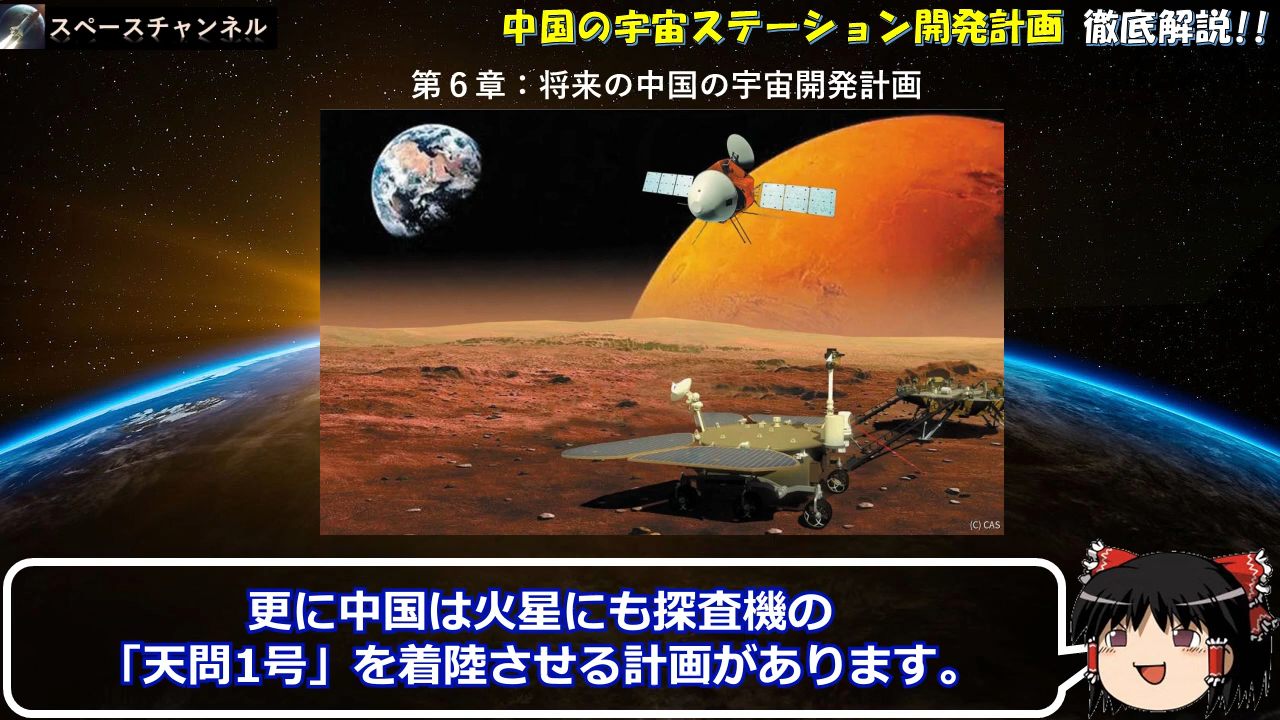 スペースチャンネル
中国の宇宙ステーション開発計画 徹底解説!!
第６章：将来の中国の宇宙開発計画
(C) CAS
更に中国は火星にも探査機の
「天問1号」を着陸させる計画があります。